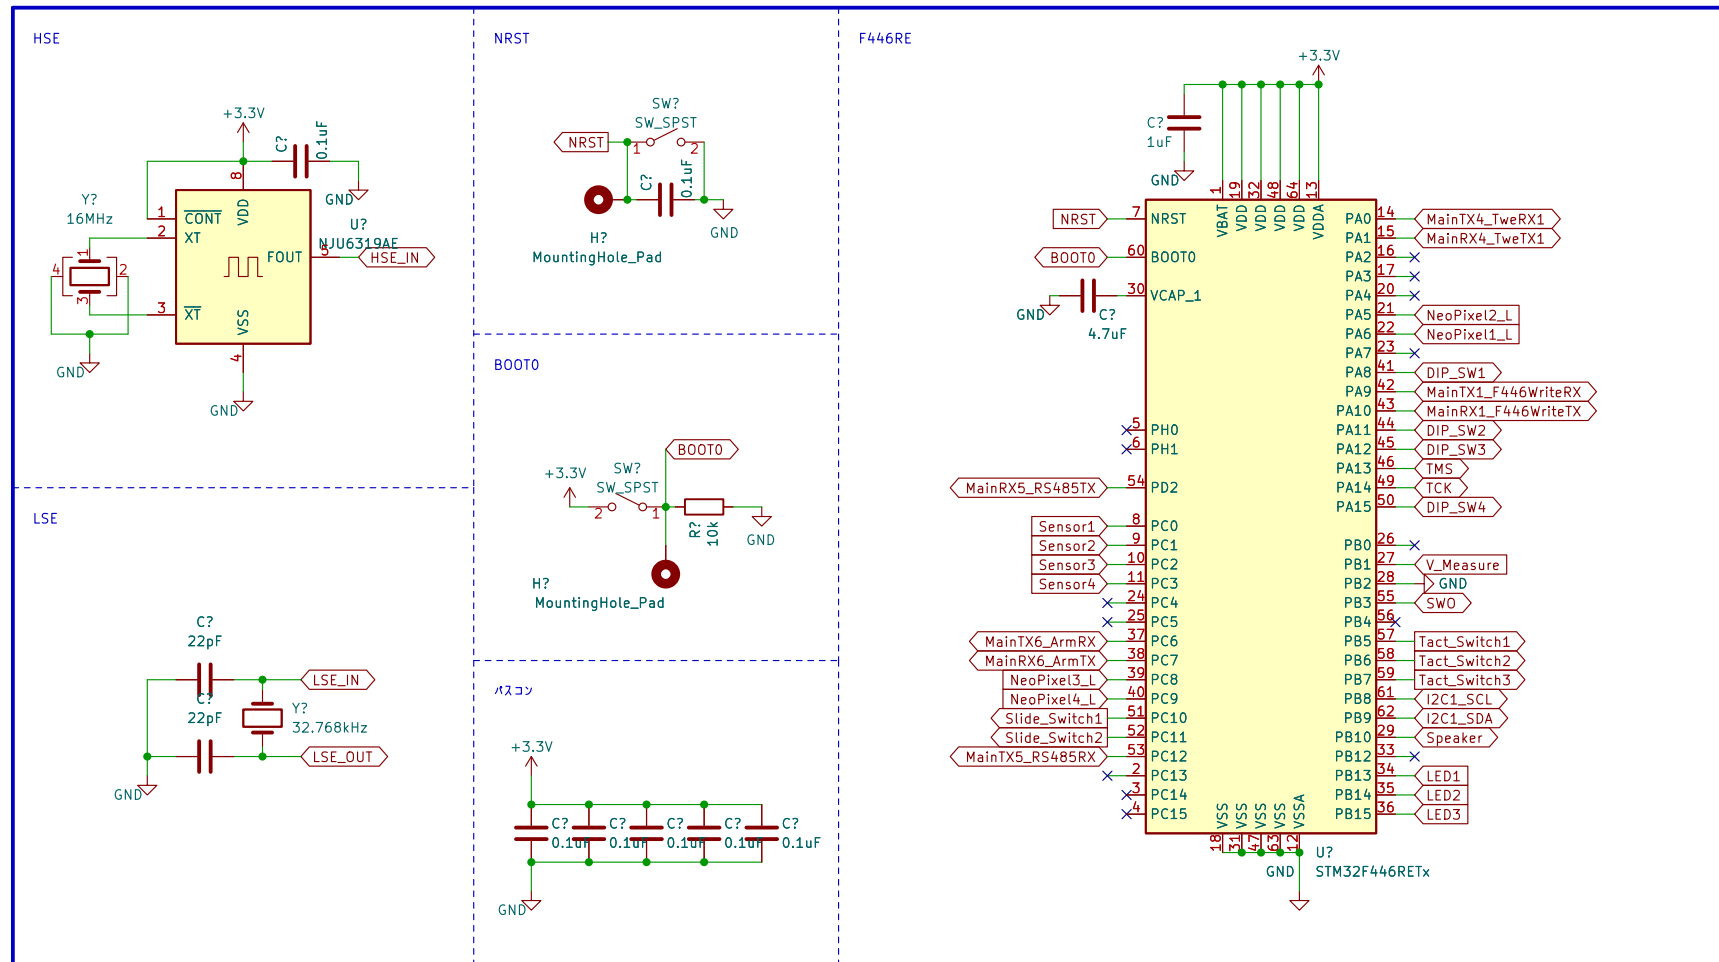 HSE
+3.3V
C?
0.1uF
GND
8
VDD
Y?
16MHz
1
CONT
2
XT
U?
NJU6319AE
FOUT
5
HSE_IN
1
4
2
3
3
XT
VSS
4
GND
GND
LSE
C?
22pF
LSE_IN
C?
22pF
Y?
32.768kHz
LSE_OUT
GND
NRST
SW?
SW_SPST
NRST
1
2
C?
0.1uF
GND
H?
MountingHole_Pad
BOOT0
BOOT0
+3.3V
SW?
SW_SPST
2
1
R?
10k
GND
H?
MountingHole_Pad
パスコン
+3.3V
C? C? C? C? C?
0.1uF 0.1uF 0.1uF 0.1uF 0.1uF
GND
F446RE
+3.3V
C?
1uF
GND
1 19 32 48 64 13
VBAT VDD VDD VDD VDD VDDA
NRST 7 NRST
BOOT0 60 BOOT0
GND 30 VCAP_1
C?
4.7uF
5 PH0
6 PH1
MainRX5_RS485TX 54 PD2
Sensor1 8 PC0
Sensor2 9 PC1
Sensor3 10 PC2
Sensor4 11 PC3
24 PC4
25 PC5
MainTX6_ArmRX 37 PC6
MainRX6_ArmTX 38 PC7
NeoPixel3_L 39 PC8
NeoPixel4_L 40 PC9
Slide_Switch1 51 PC10
Slide_Switch2 52 PC11
MainTX5_RS485RX 53 PC12
2 PC13
3 PC14
4 PC15
PA0 14 MainTX4_TweRX1
PA1 15 MainRX4_TweTX1
PA2 16
PA3 17
PA4 20
PA5 21 NeoPixel2_L
PA6 22 NeoPixel1_L
PA7 23
PA8 41 DIP_SW1
PA9 42 MainTX1_F446WriteRX
PA10 43 MainRX1_F446WriteTX
PA11 44 DIP_SW2
PA12 45 DIP_SW3
PA13 46 TMS
PA14 49 TCK
PA15 50 DIP_SW4
PB0 26
PB1 27 V_Measure
PB2 28 GND
PB3 55 SWO
PB4 56
PB5 57 Tact_Switch1
PB6 58 Tact_Switch2
PB7 59 Tact_Switch3
PB8 61 I2C1_SCL
PB9 62 I2C1_SDA
PB10 29 Speaker
PB12 33
PB13 34 LED1
PB14 35 LED2
PB15 36 LED3
VSS VSS VSS VSS VSSA
18 31 47 63 12
GND
U?
STM32F446RETx